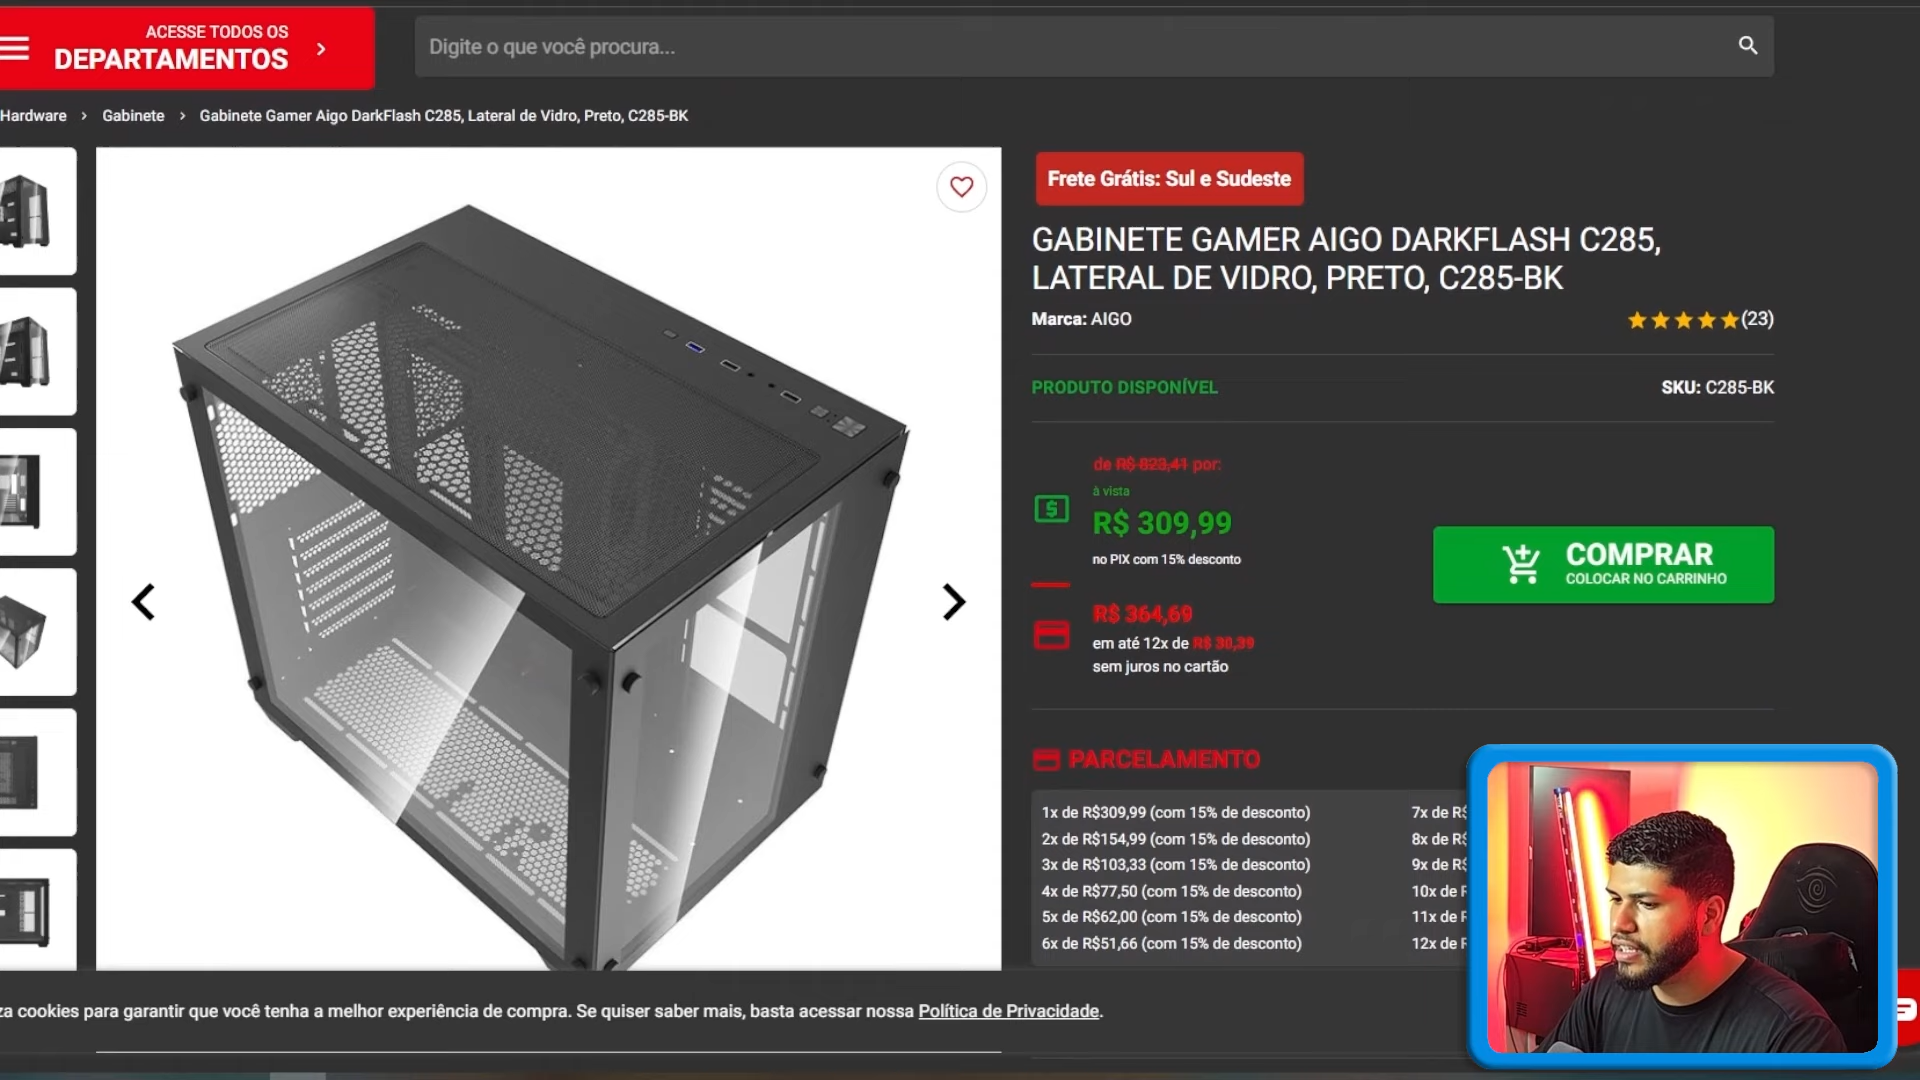 ACESSE TODOS OS
DEPARTAMENTOS
Digite o que você procura...
Hardware > Gabinete > Gabinete Gamer Aigo DarkFlash C285, Lateral de Vidro, Preto, C285-BK
Frete Grátis: Sul e Sudeste
GABINETE GAMER AIGO DARKFLASH C285,
LATERAL DE VIDRO, PRETO, C285-BK
Marca: AIGO
(23)
PRODUTO DISPONÍVEL
SKU: C285-BK
de R$ 823,41 por:
à vista
R$ 309,99
no PIX com 15% desconto
COMPRAR
COLOCAR NO CARRINHO
R$ 364,69
em até 12x de R$ 30,39
sem juros no cartão
PARCELAMENTO
1x de R$309,99 (com 15% de desconto)
2x de R$154,99 (com 15% de desconto)
3x de R$103,33 (com 15% de desconto)
4x de R$77,50 (com 15% de desconto)
5x de R$62,00 (com 15% de desconto)
6x de R$51,66 (com 15% de desconto)
7x de R$
8x de R$
9x de R$
10x de
11x de
12x de
cookies para garantir que você tenha a melhor experiência de compra. Se quiser saber mais, basta acessar nossa Política de Privacidade.